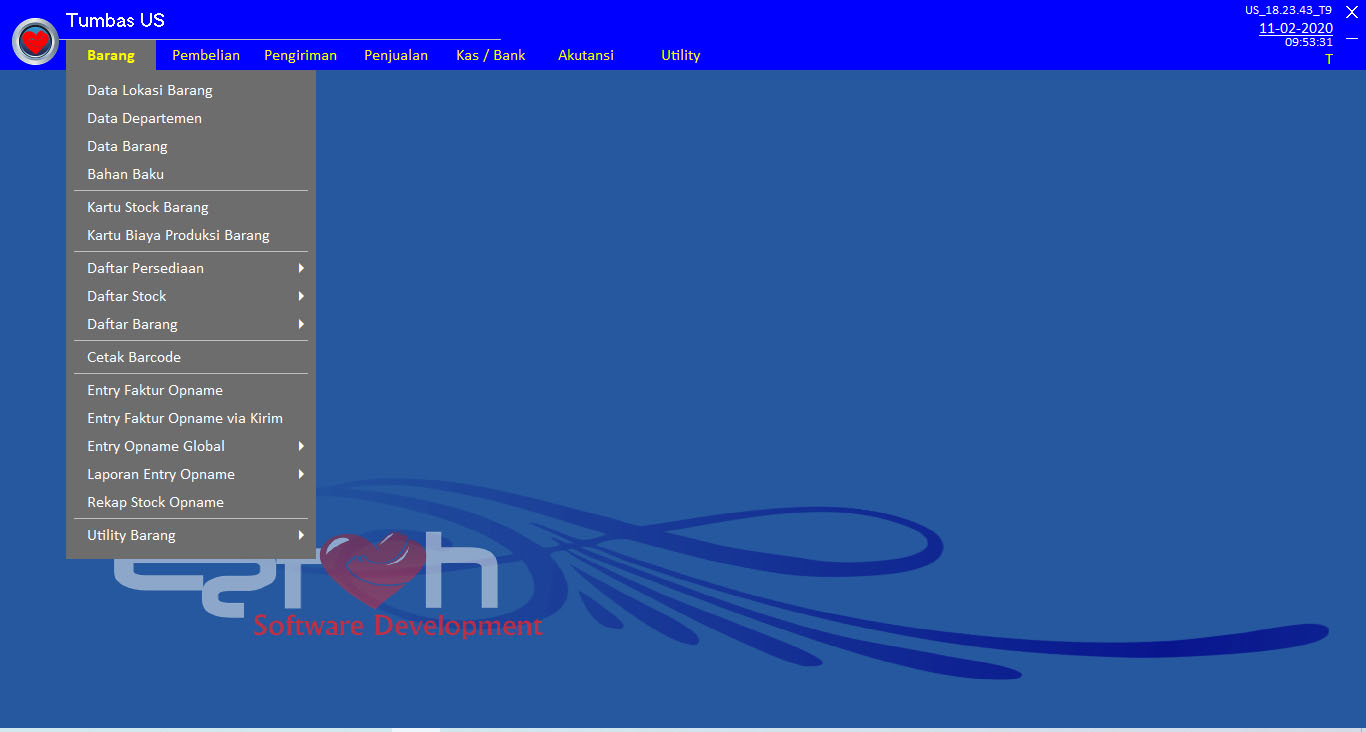 Tumbas US
US_18.23.43_T9
11-02-2020
09:53:31
T
Barang Pembelian Pengiriman Penjualan Kas / Bank Akutansi Utility
Data Lokasi Barang
Data Departemen
Data Barang
Bahan Baku
Kartu Stock Barang
Kartu Biaya Produksi Barang
Daftar Persediaan
Daftar Stock
Daftar Barang
Cetak Barcode
Entry Faktur Opname
Entry Faktur Opname via Kirim
Entry Opname Global
Laporan Entry Opname
Rekap Stock Opname
Utility Barang
Software Development